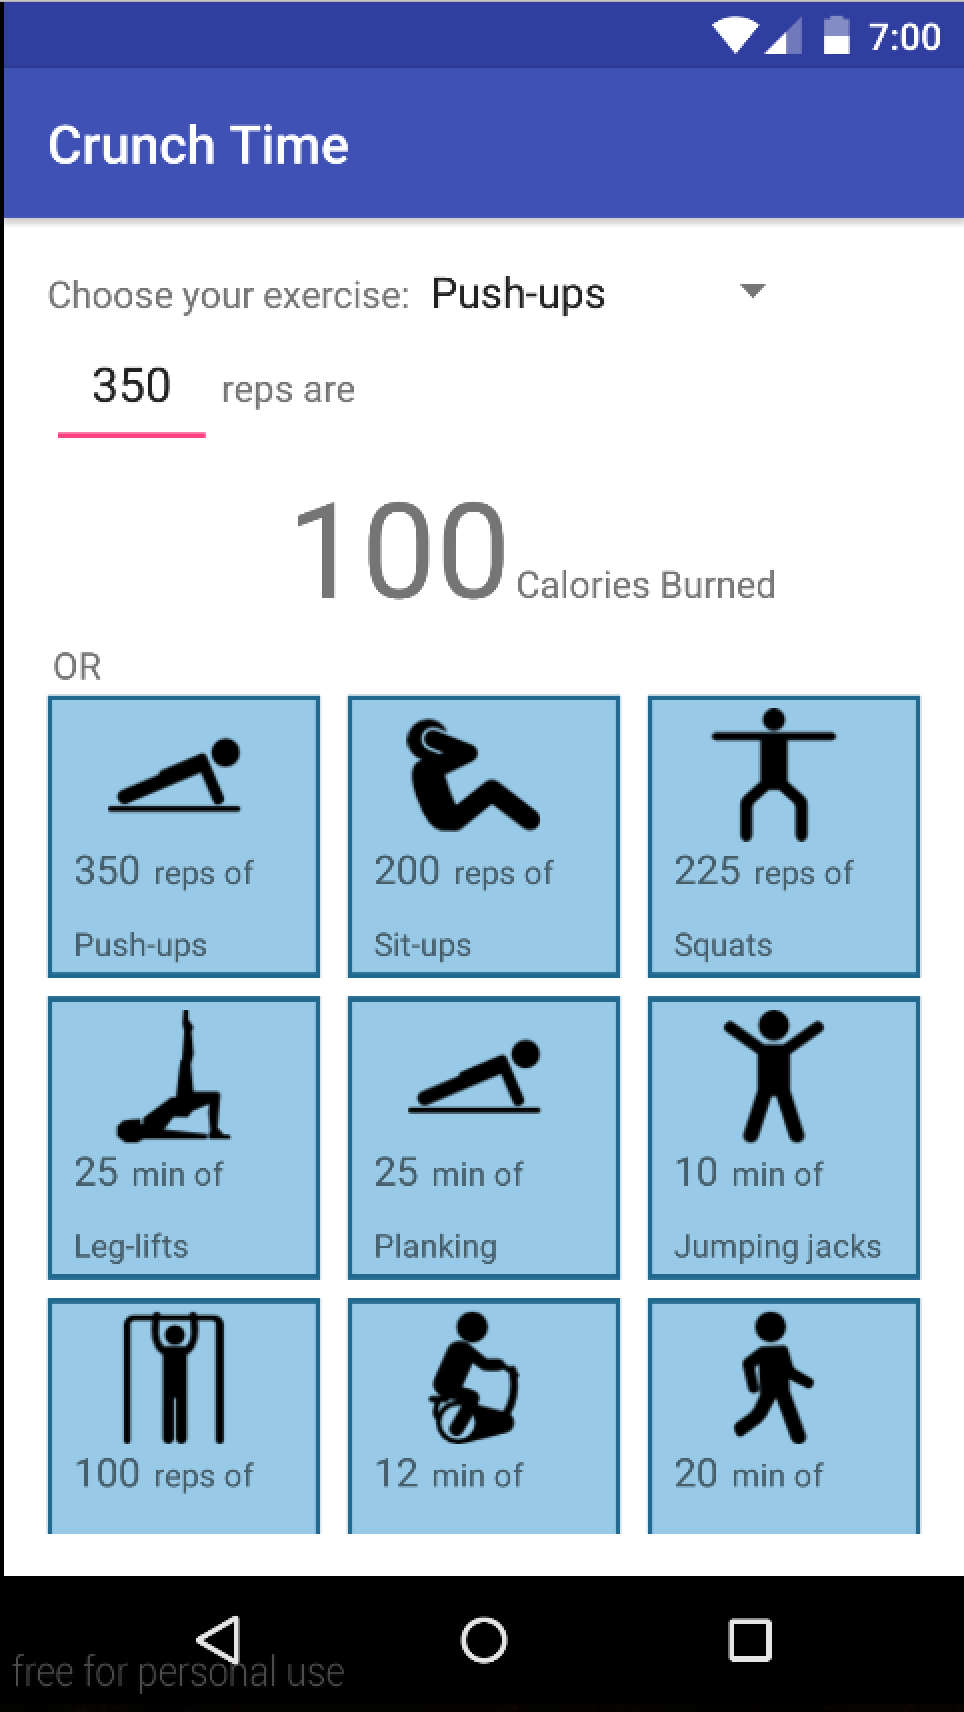 7:00
Crunch Time
Choose your exercise: Push-ups
350 reps are
100 Calories Burned
OR
350 reps of
Push-ups
200 reps of
Sit-ups
225 reps of
Squats
25 min of
Leg-lifts
25 min of
Planking
10 min of
Jumping jacks
100 reps of
12 min of
20 min of
free for personal use